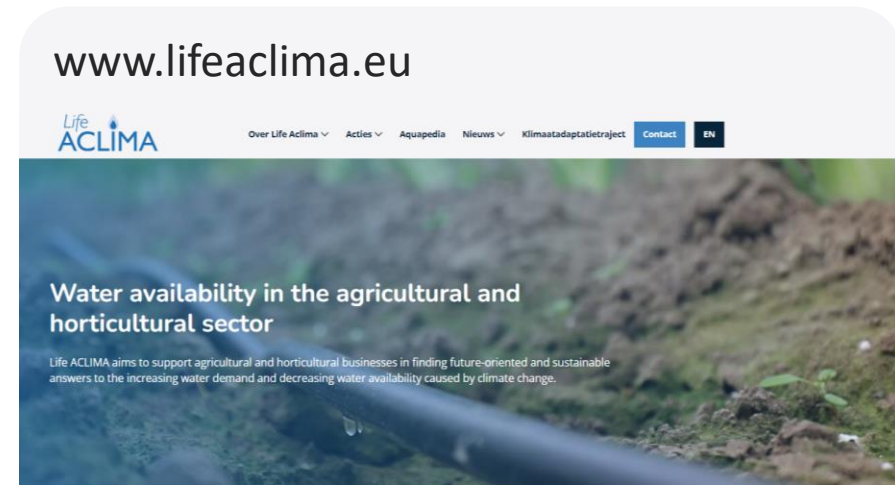 www.lifeaclima.eu
Life
ACLIMA
Over Life Aclima Acties Aquapedia Nieuws Klimaatadaptatietraject Contact EN
Water availability in the agricultural and
horticultural sector
Life ACLIMA aims to support agricultural and horticultural businesses in finding future-oriented and sustainable
answers to the increasing water demand and decreasing water availability caused by climate change.